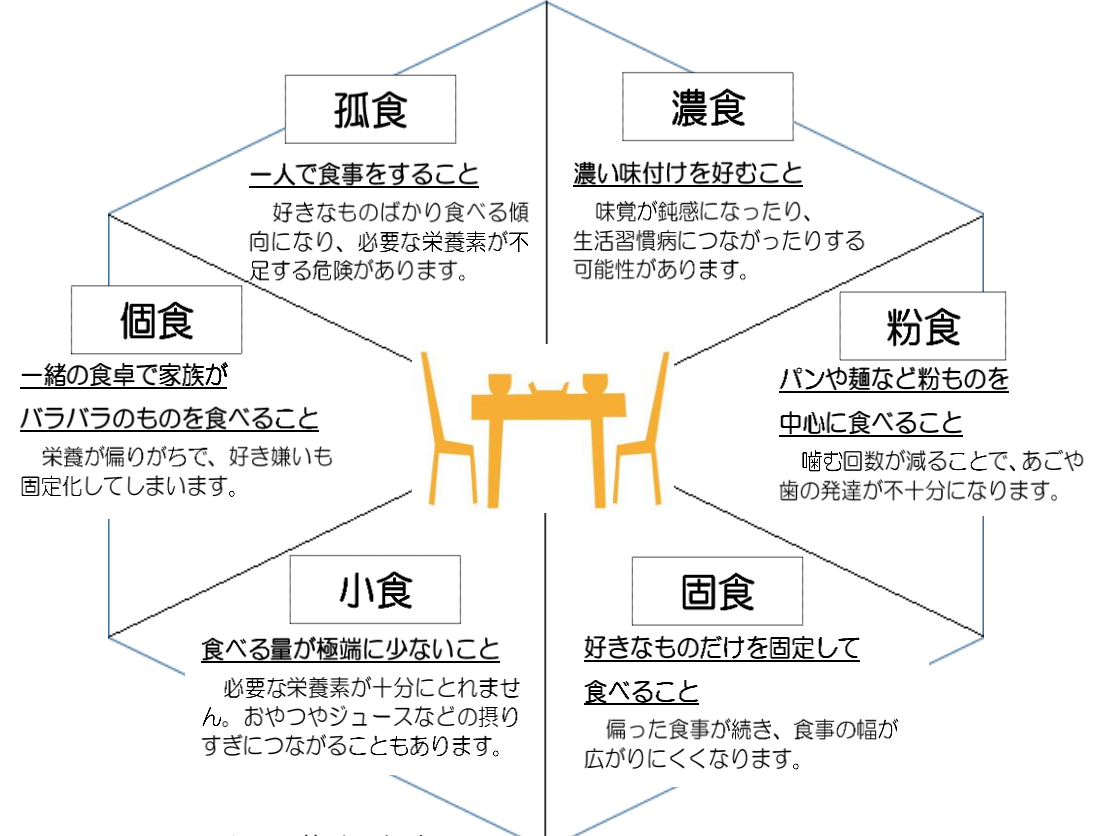 孤食
一人で食事をすること
好きなものばかり食べる傾
向になり、必要な栄養素が不
足する危険があります。
濃食
濃い味付けを好むこと
味覚が鈍感になったり、
生活習慣病につながったりする
可能性があります。
個食
一緒の食卓で家族が
バラバラのものを食べること
栄養が偏りがちで、好き嫌いも
固定化してしまいます。
粉食
パンや麺など粉ものを
中心に食べること
噛む回数が減ることで、あごや
歯の発達が不十分になります。
小食
食べる量が極端に少ないこと
必要な栄養素が十分にとれませ
ん。おやつやジュースなどの摂り
すぎにつながることもあります。
固食
好きなものだけを固定して
食べること
偏った食事が続き、食事の幅が
広がりにくくなります。